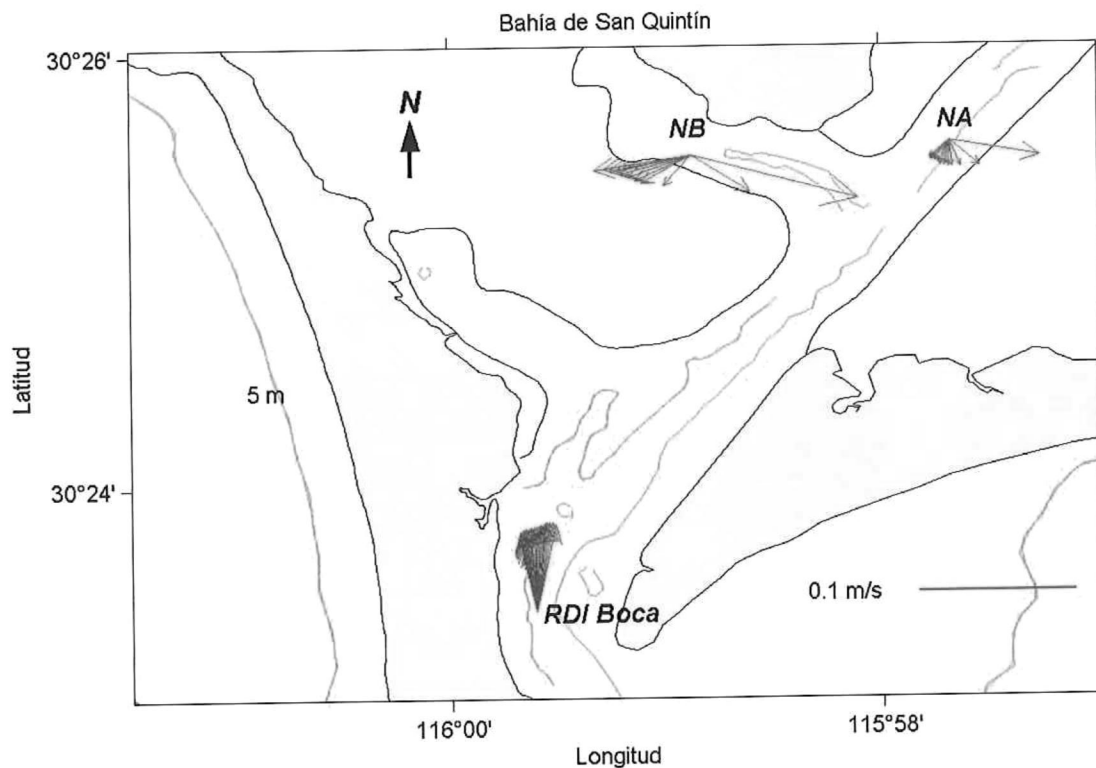 Bahía de San Quintín
30°26'
N
NB
NA
Latitud
5 m
30°24'
0.1 m/s
RDI Boca
116°00'
115°58'
Longitud